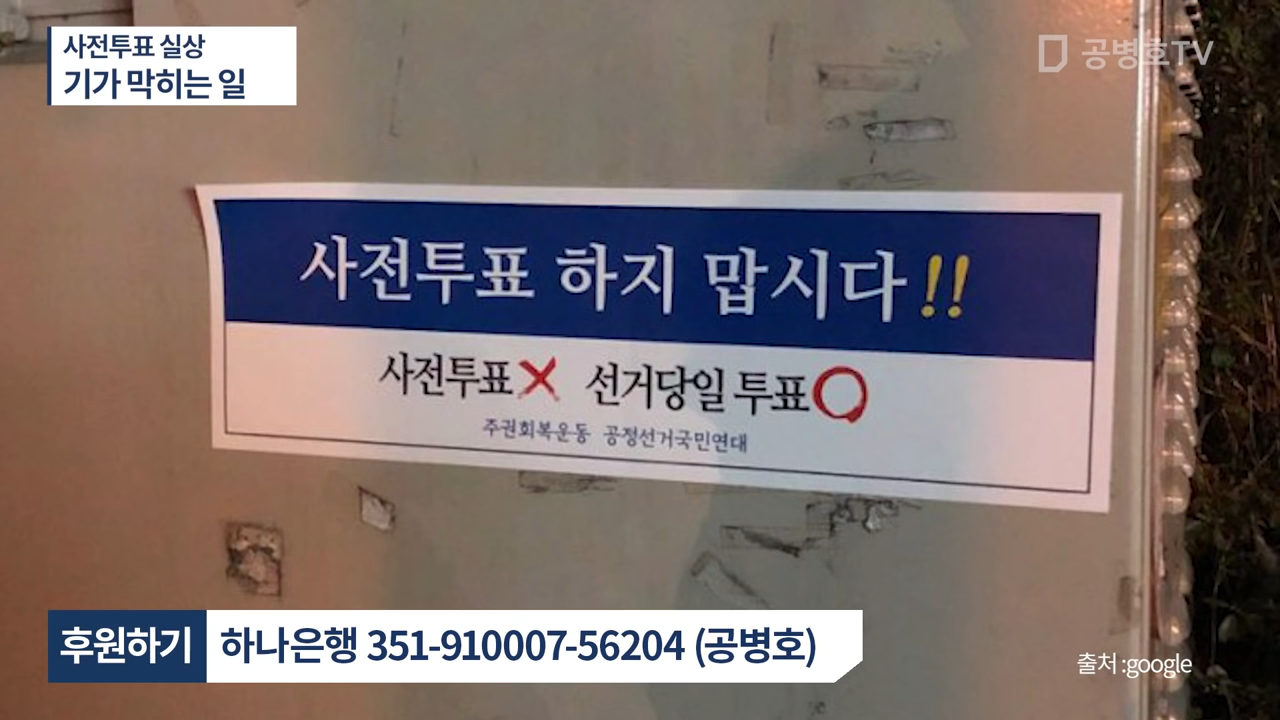 사전투표 실상
기가 막히는 일
공병호TV
사전투표 하지 맙시다!!
사전투표X 선거당일 투표O
주권회복운동 공정선거국민연대
후원하기 하나은행 351-910007-56204 (공병호)
출처 :google